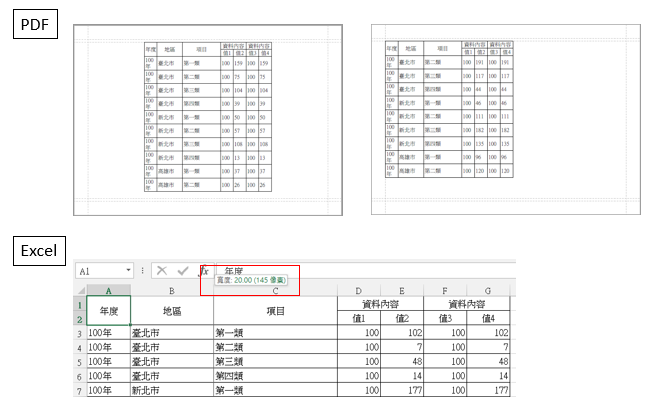 PDF
年度 地區 項目 資料內容 資料內容
值1 值2 值3 值4
100年 臺北市 第一類 100 159 100 159
100年 臺北市 第二類 100 75 100 75
100年 臺北市 第三類 100 104 100 104
100年 臺北市 第四類 100 39 100 39
100年 新北市 第一類 100 50 100 50
100年 新北市 第二類 100 57 100 57
100年 新北市 第三類 100 108 100 108
100年 新北市 第四類 100 13 100 13
100年 高雄市 第一類 100 37 100 37
100年 高雄市 第二類 100 26 100 26
年度 地區 項目 資料內容 資料內容
值1 值2 值3 值4
100年 臺北市 第二類 100 191 100 191
100年 臺北市 第二類 100 117 100 117
100年 臺北市 第四類 100 44 100 44
100年 新北市 第一類 100 46 100 46
100年 新北市 第二類 100 111 100 111
100年 新北市 第二類 100 182 100 182
100年 新北市 第四類 100 135 100 135
100年 高雄市 第一類 100 96 100 96
100年 高雄市 第二類 100 120 100 120
Excel
A1 fx 年度
寬度: 20.00 (145 像素)
A B C D E F G
1 年度 地區 項目 資料內容 資料內容
2 值1 值2 值3 值4
3 100年 臺北市 第一類 100 102 100 102
4 100年 臺北市 第二類 100 7 100 7
5 100年 臺北市 第三類 100 48 100 48
6 100年 臺北市 第四類 100 14 100 14
7 100年 新北市 第一類 100 177 100 177